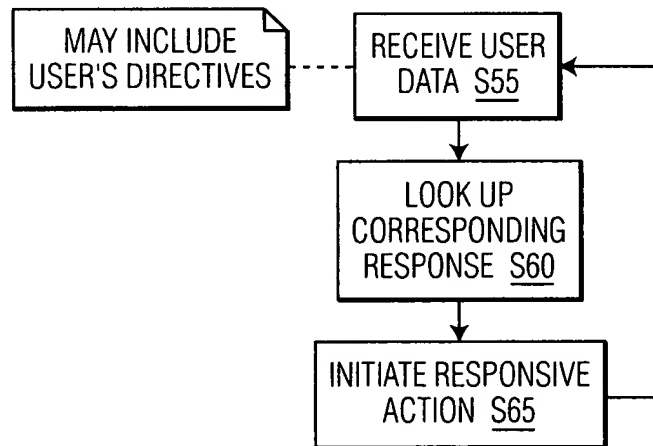 MAY INCLUDE
USER'S DIRECTIVES
RECEIVE USER
DATA S55
LOOK UP
CORRESPONDING
RESPONSE S60
INITIATE RESPONSIVE
ACTION S65